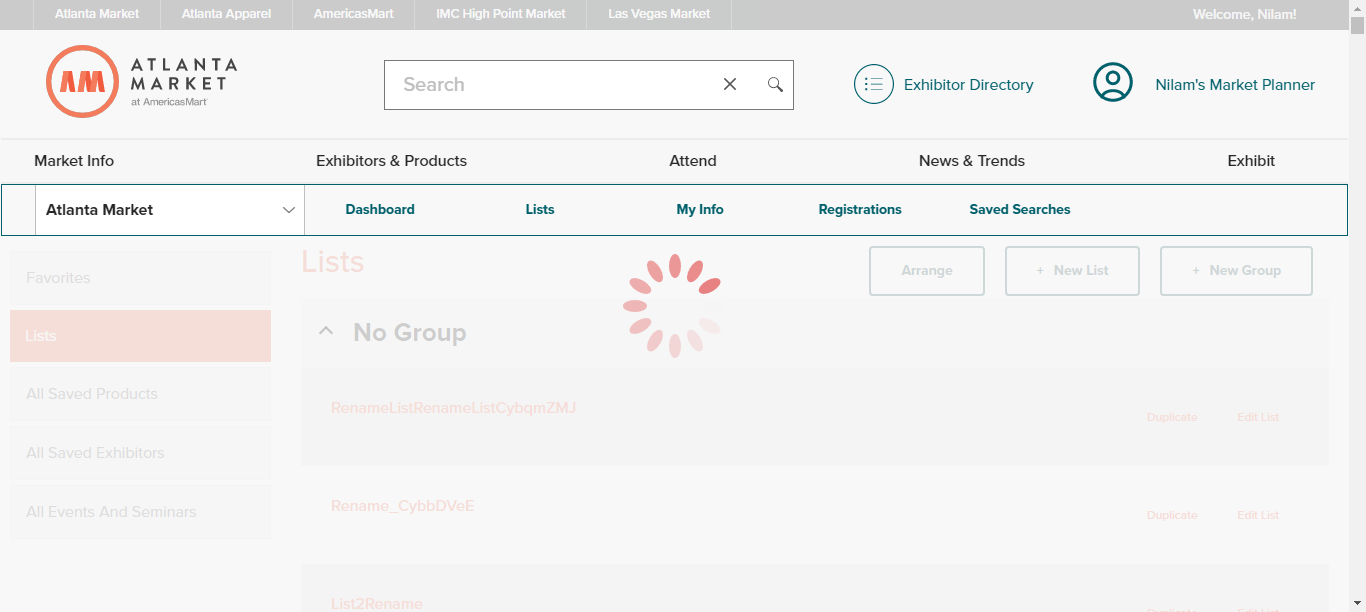 Atlanta Market
Atlanta Apparel
AmericasMart
IMC High Point Market
Las Vegas Market
Welcome, Nilam!
AM
ATLANTA
MARKET
at AmericasMart
Search
Exhibitor Directory
Nilam's Market Planner
Market Info
Exhibitors & Products
Attend
News & Trends
Exhibit
Atlanta Market
Dashboard
Lists
My Info
Registrations
Saved Searches
Favorites
Lists
All Saved Products
All Saved Exhibitors
All Events And Seminars
Lists
Arrange
+ New List
+ New Group
No Group
RenameListRenameListCybqmZMJ
Duplicate
Edit List
Rename_CybbDVeE
Duplicate
Edit List
List2Rename
Duplicate
Edit List